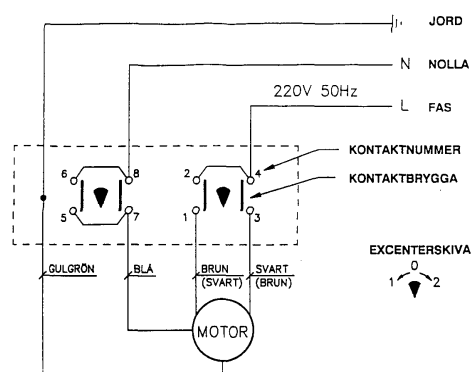 JORD
N NOLLA
220V 50Hz
L FAS
KONTAKTNUMMER
KONTAKTBRYGGA
6 8 2 4
5 7 1 3
EXCENTERSKIVA
0
1 2
GULGRÖN BLÅ BRUN SVART
(SVART) (BRUN)
MOTOR